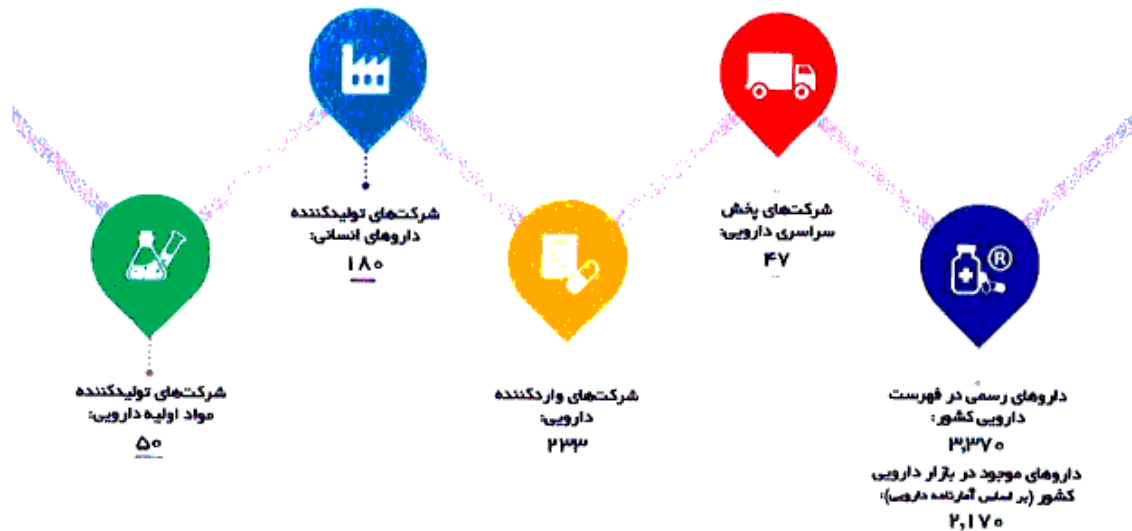 شرکت‌های تولیدکننده
داروهای انسانی:
۱۸۰
شرکت‌های پخش
سراسری دارویی:
۴۷
®
شرکت‌های تولیدکننده
مواد اولیه دارویی:
۵۰
شرکت‌های واردکننده
دارویی:
۲۳۳
داروهای رسمی در فهرست
دارویی کشور:
۳,۳۷۰
داروهای موجود در بازار دارویی
کشور (بر اساس آمارنامه دارویی):
۲,۱۷۰